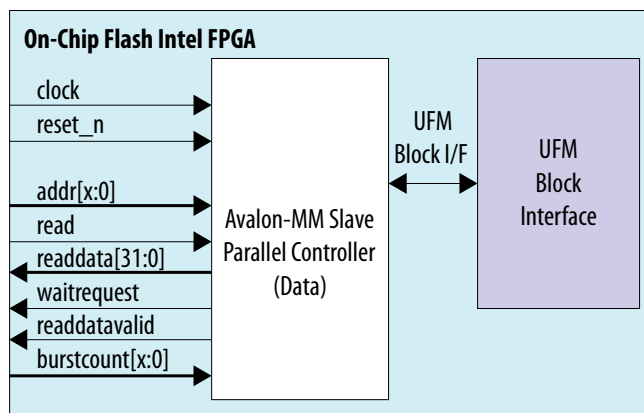 On-Chip Flash Intel FPGA
clock
reset_n
addr[x:0]
read
readdata[31:0]
waitrequest
readdatavalid
burstcount[x:0]
Avalon-MM Slave
Parallel Controller
(Data)
UFM
Block I/F
UFM
Block
Interface